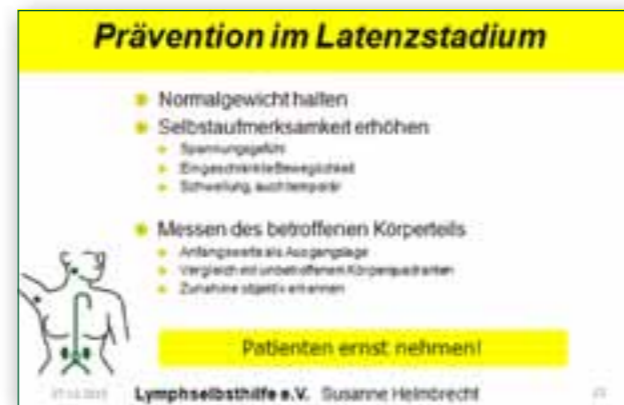 Prävention im Latenzstadium
Normalgewicht halten
Selbstaufmerksamkeit erhöhen
Spannungsgefühl
Eingeschränkte Beweglichkeit
Schwellung, auch temporär
Messen des betroffenen Körperteils
Anfangswerte als Ausgangslage
Vergleich mit unbetroffenen Körperquadranten
Zunahme objektiv erkennen
Patienten ernst nehmen!
Lymphselbsthilfe e.V. Susanne Helmbrecht